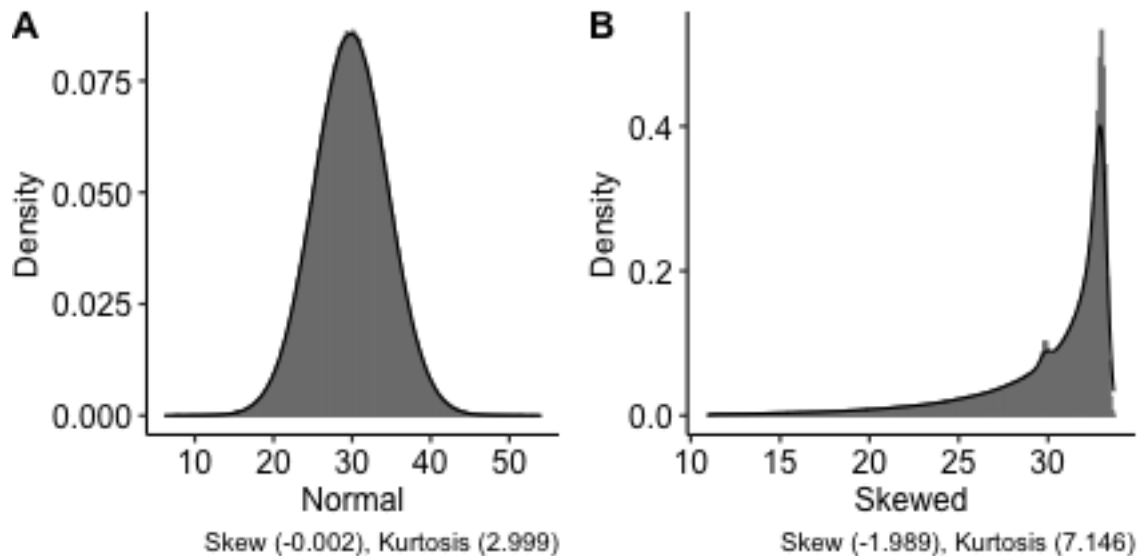 A
B
Density
0.075
0.050
0.025
0.000
10 20 30 40 50
Normal
Skew (-0.002), Kurtosis (2.999)
Density
0.4
0.2
0.0
10 15 20 25 30
Skewed
Skew (-1.989), Kurtosis (7.146)